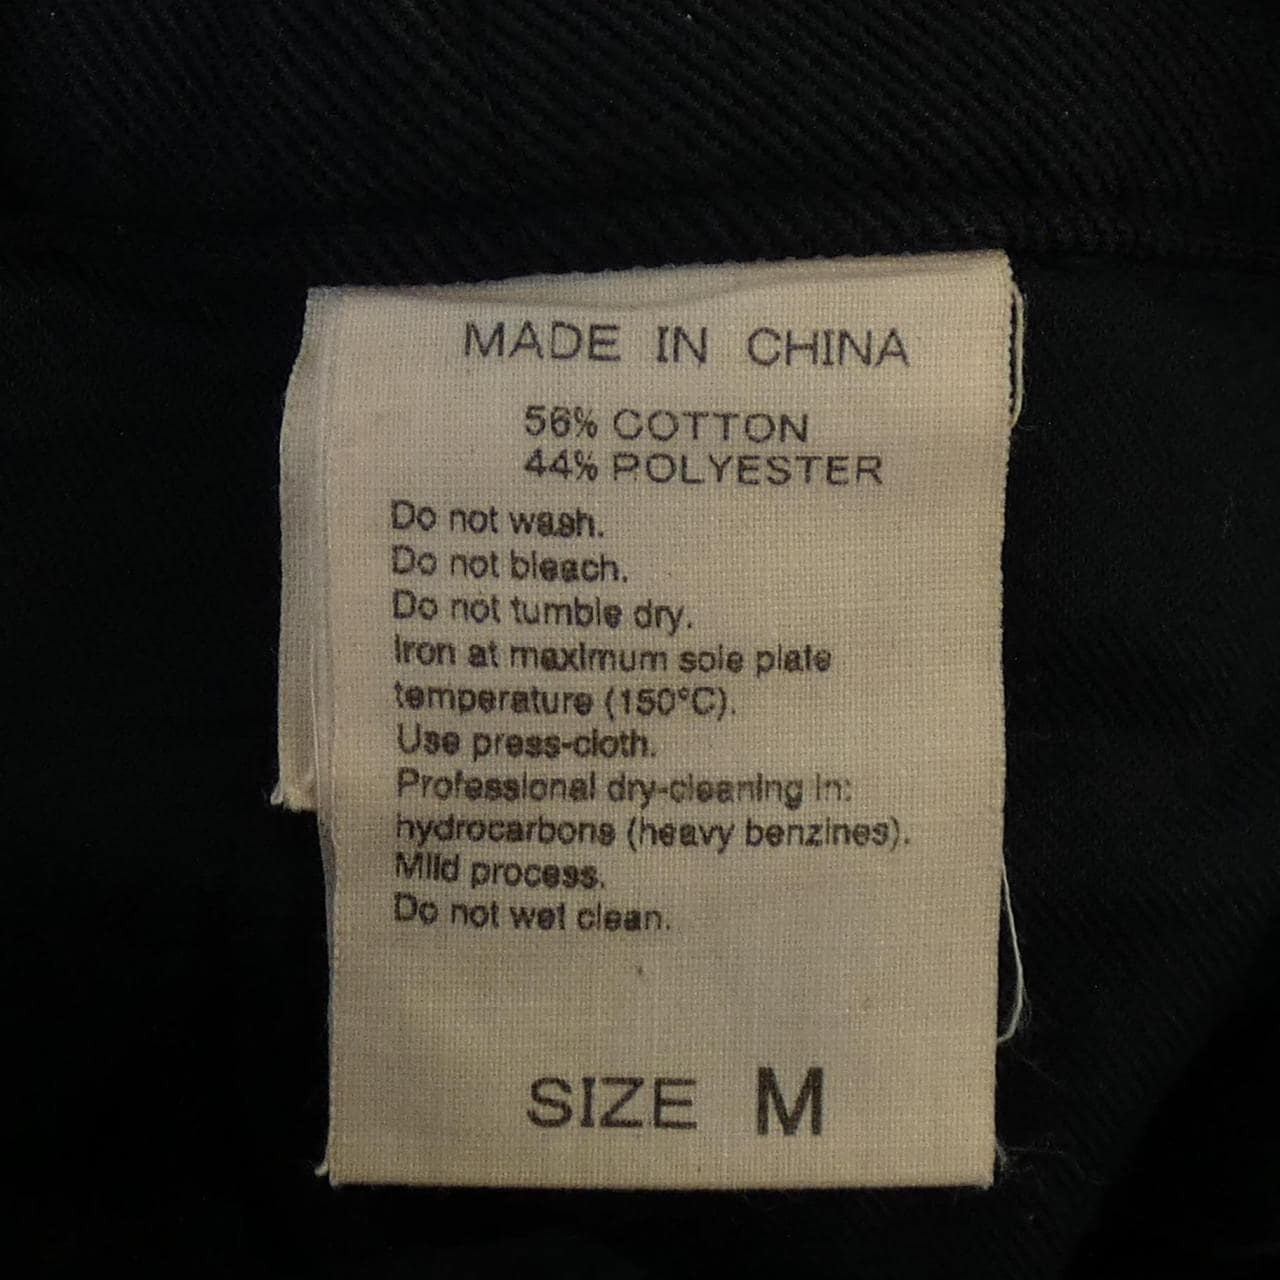 MADE IN CHINA
56% COTTON
44% POLYESTER
Do not wash.
Do not bleach.
Do not tumble dry.
Iron at maximum sole plate
temperature (150°C).
Use press-cloth.
Professional dry-cleaning in:
hydrocarbons (heavy benzines).
Mild process.
Do not wet clean.
SIZE M